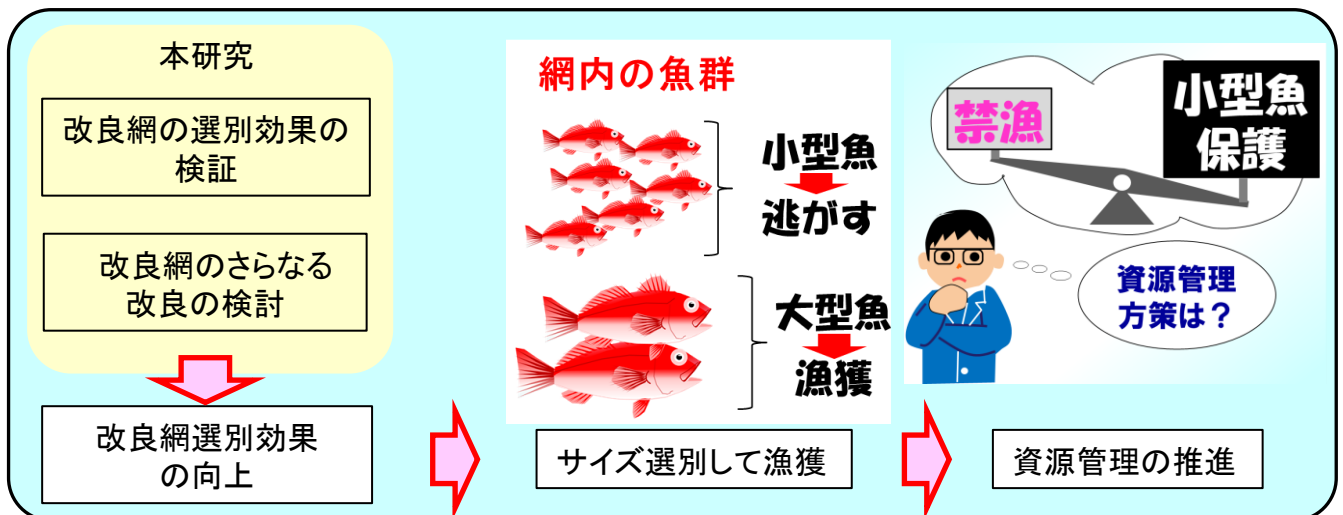 本研究
改良網の選別効果の
検証
改良網のさらなる
改良の検討
改良網選別効果
の向上
網内の魚群
小型魚
逃がす
大型魚
漁獲
サイズ選別して漁獲
禁漁
小型魚
保護
資源管理
方策は？
資源管理の推進